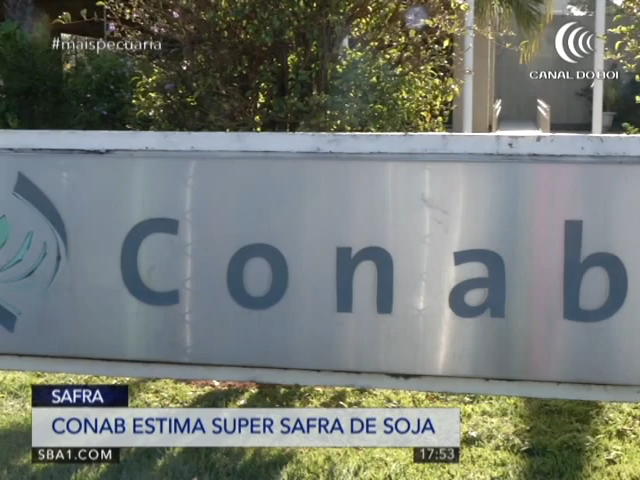 #maispecuaria
CANAL DO BOI
Conab
SAFRA
CONAB ESTIMA SUPER SAFRA DE SOJA
SBA1.COM
17:53